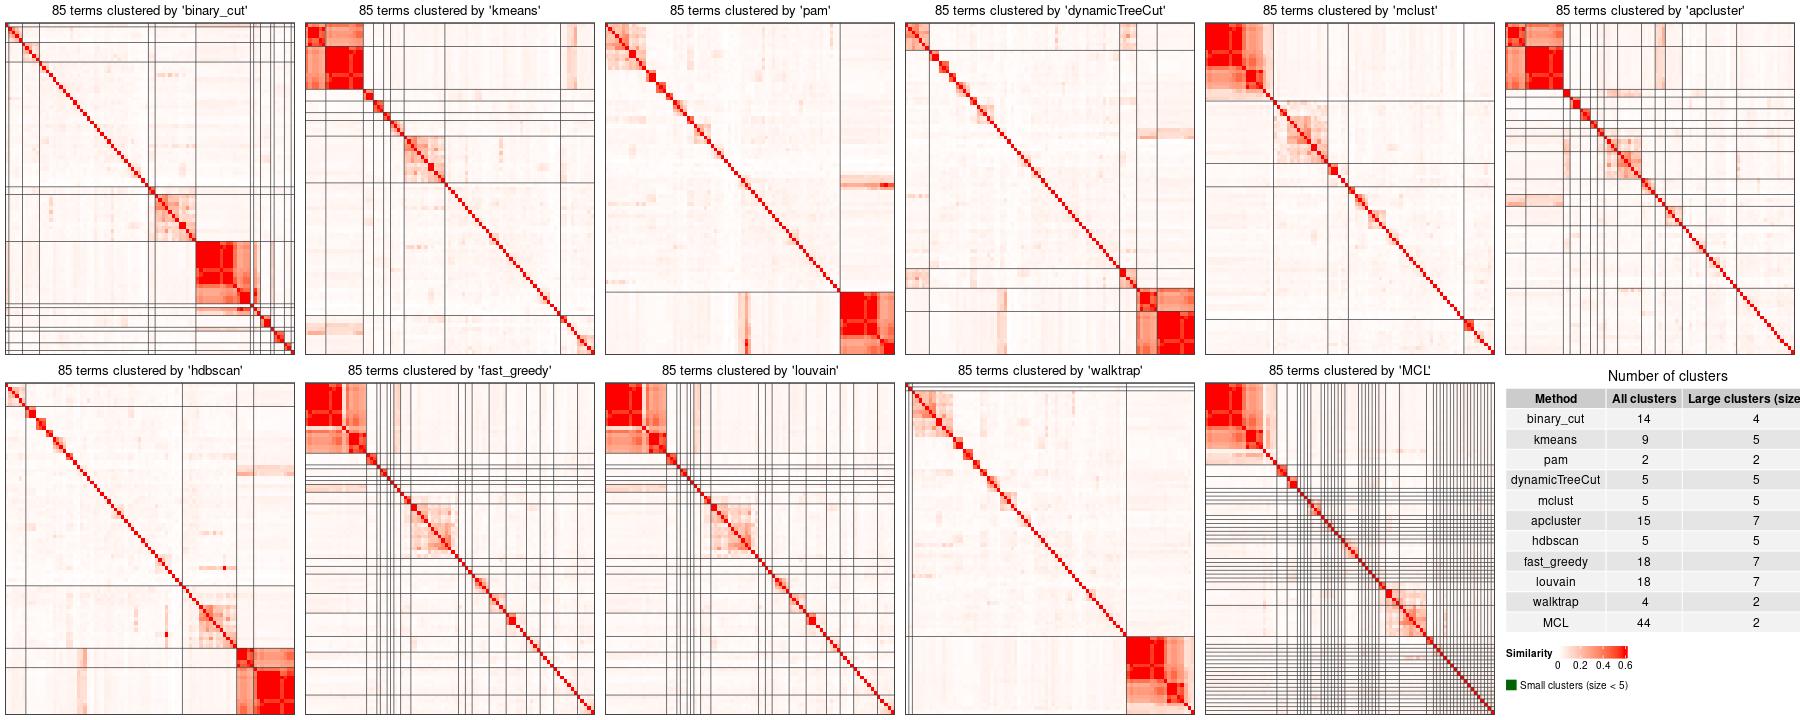 85 terms clustered by 'binary_cut'
85 terms clustered by 'kmeans'
85 terms clustered by 'pam'
85 terms clustered by 'dynamicTreeCut'
85 terms clustered by 'mclust'
85 terms clustered by 'apcluster'
85 terms clustered by 'hdbscan'
85 terms clustered by 'fast_greedy'
85 terms clustered by 'louvain'
85 terms clustered by 'walktrap'
85 terms clustered by 'MCL'
Number of clusters
Method All clusters Large clusters (size
binary_cut 14 4
kmeans 9 5
pam 2 2
dynamicTreeCut 5 5
mclust 5 5
apcluster 15 7
hdbscan 5 5
fast_greedy 18 7
louvain 18 7
walktrap 4 2
MCL 44 2
Similarity
0 0.2 0.4 0.6
Small clusters (size < 5)